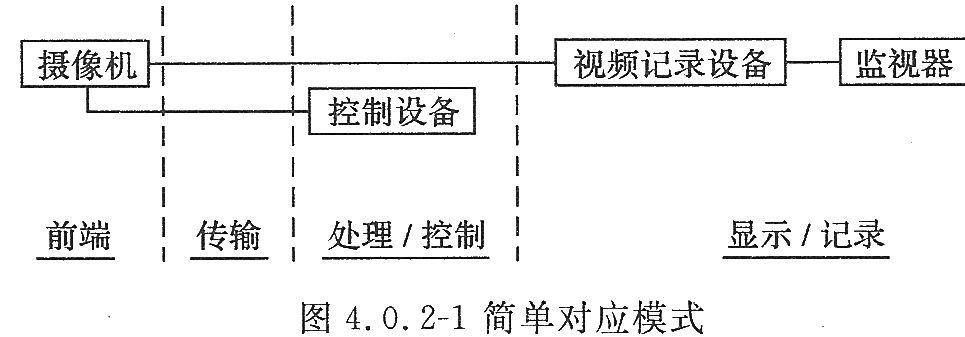 摄像机
视频记录设备
监视器
控制设备
前端
传输
处理/控制
显示/记录
图 4.0.2-1 简单对应模式